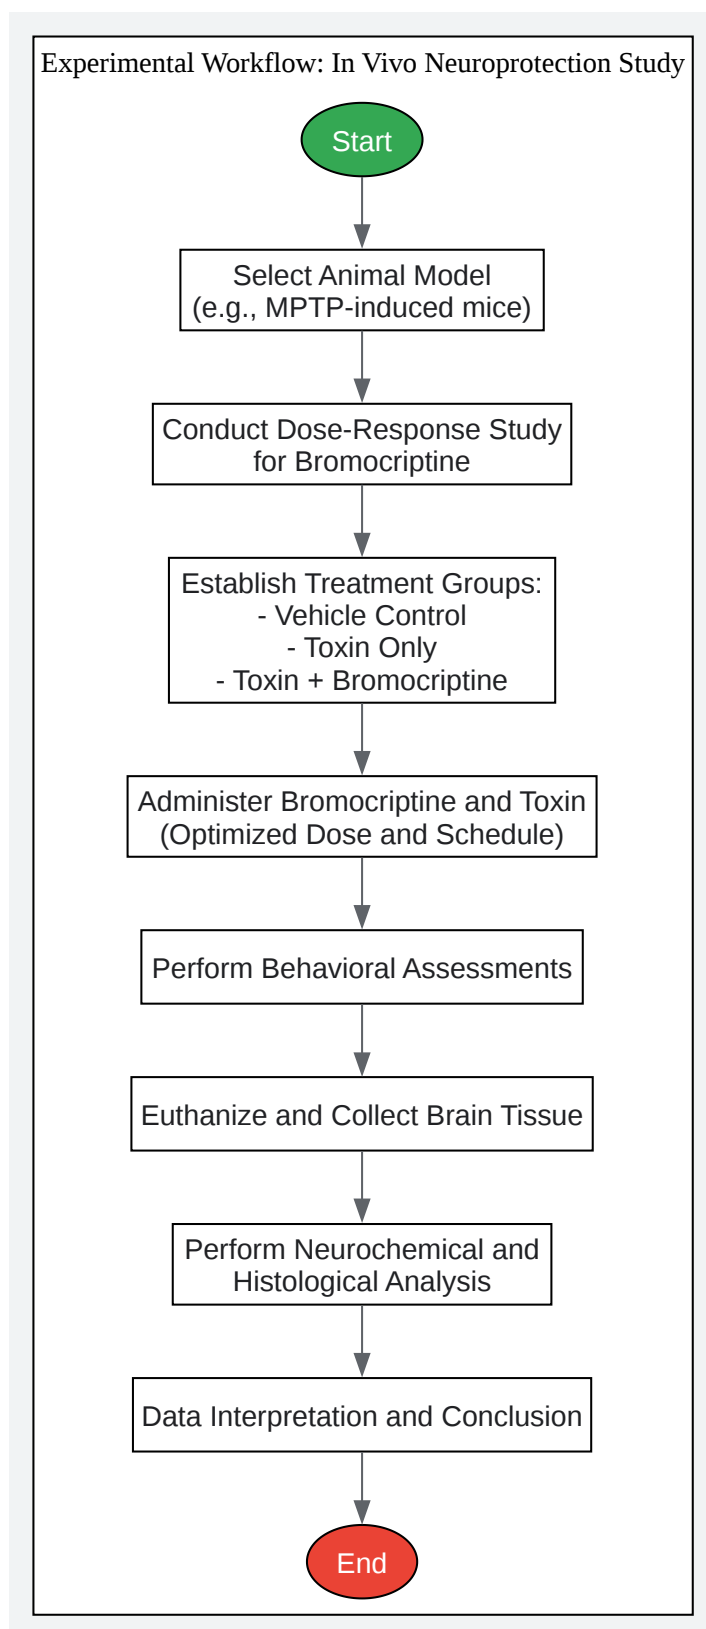 Experimental Workflow: In Vivo Neuroprotection Study
Start
Select Animal Model
(e.g., MPTP-induced mice)
Conduct Dose-Response Study
for Bromocriptine
Establish Treatment Groups:
- Vehicle Control
- Toxin Only
- Toxin + Bromocriptine
Administer Bromocriptine and Toxin
(Optimized Dose and Schedule)
Perform Behavioral Assessments
Euthanize and Collect Brain Tissue
Perform Neurochemical and
Histological Analysis
Data Interpretation and Conclusion
End